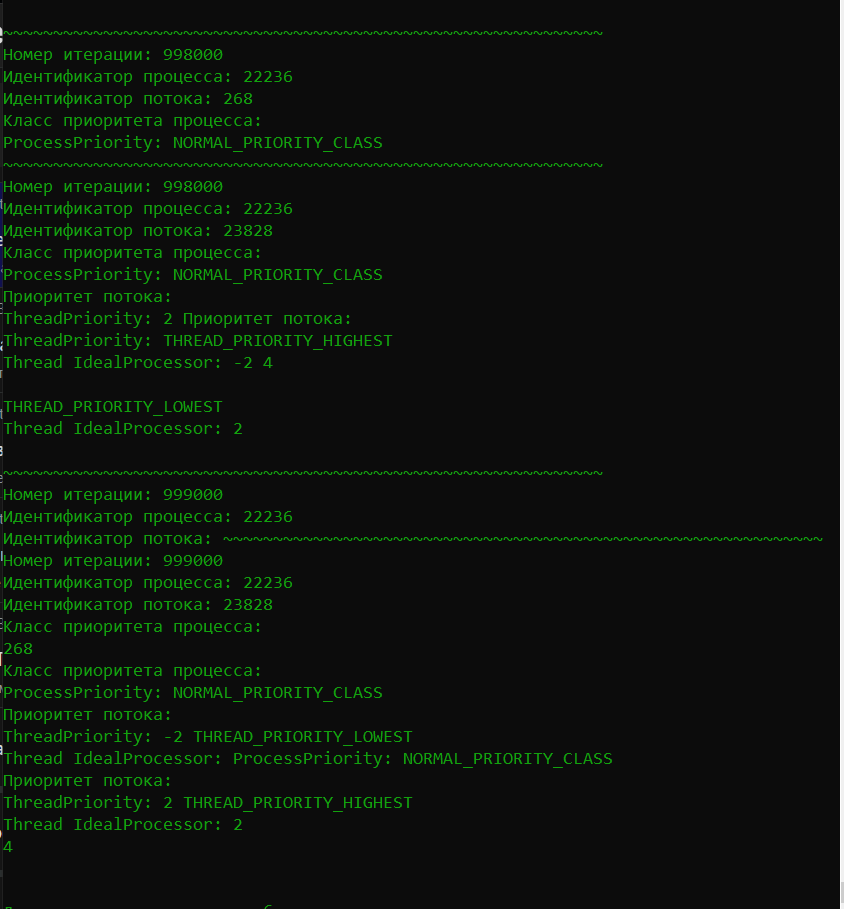 ~~~~~~~~~~~~~~~~~~~~~~~~~~~~~~~~~~~~~~~~~~~~~~~~~~~~~~~~~~~~
Номер итерации: 998000
Идентификатор процесса: 22236
Идентификатор потока: 268
Класс приоритета процесса:
ProcessPriority: NORMAL_PRIORITY_CLASS
~~~~~~~~~~~~~~~~~~~~~~~~~~~~~~~~~~~~~~~~~~~~~~~~~~~~~~~~~~~~
Номер итерации: 998000
Идентификатор процесса: 22236
Идентификатор потока: 23828
Класс приоритета процесса:
ProcessPriority: NORMAL_PRIORITY_CLASS
Приоритет потока:
ThreadPriority: 2 Приоритет потока:
ThreadPriority: THREAD_PRIORITY_HIGHEST
Thread IdealProcessor: -2 4
THREAD_PRIORITY_LOWEST
Thread IdealProcessor: 2
~~~~~~~~~~~~~~~~~~~~~~~~~~~~~~~~~~~~~~~~~~~~~~~~~~~~~~~~~~~~
Номер итерации: 999000
Идентификатор процесса: 22236
Идентификатор потока: ~~~~~~~~~~~~~~~~~~~~~~~~~~~~~~~~~~~~~~~~~~~~~~~~~~~~~~~~~~~~
Номер итерации: 999000
Идентификатор процесса: 22236
Идентификатор потока: 23828
Класс приоритета процесса:
268
Класс приоритета процесса:
ProcessPriority: NORMAL_PRIORITY_CLASS
Приоритет потока:
ThreadPriority: -2 THREAD_PRIORITY_LOWEST
Thread IdealProcessor: ProcessPriority: NORMAL_PRIORITY_CLASS
Приоритет потока:
ThreadPriority: 2 THREAD_PRIORITY_HIGHEST
Thread IdealProcessor: 2
4